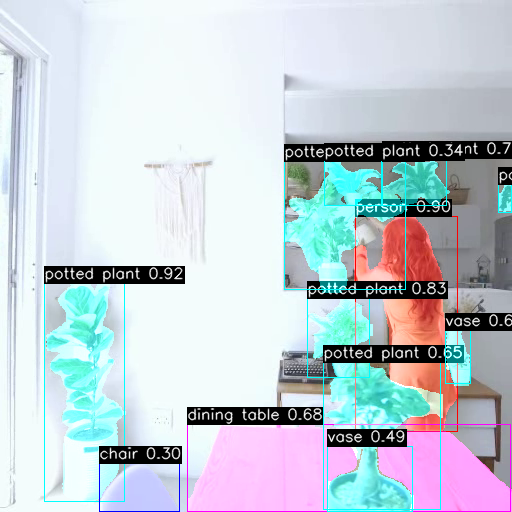 potte
potted plant 0.34
nt 0.7
po
person 0.90
potted plant 0.92
potted plant 0.83
vase 0.6
potted plant 0.65
dining table 0.68
vase 0.49
chair 0.30